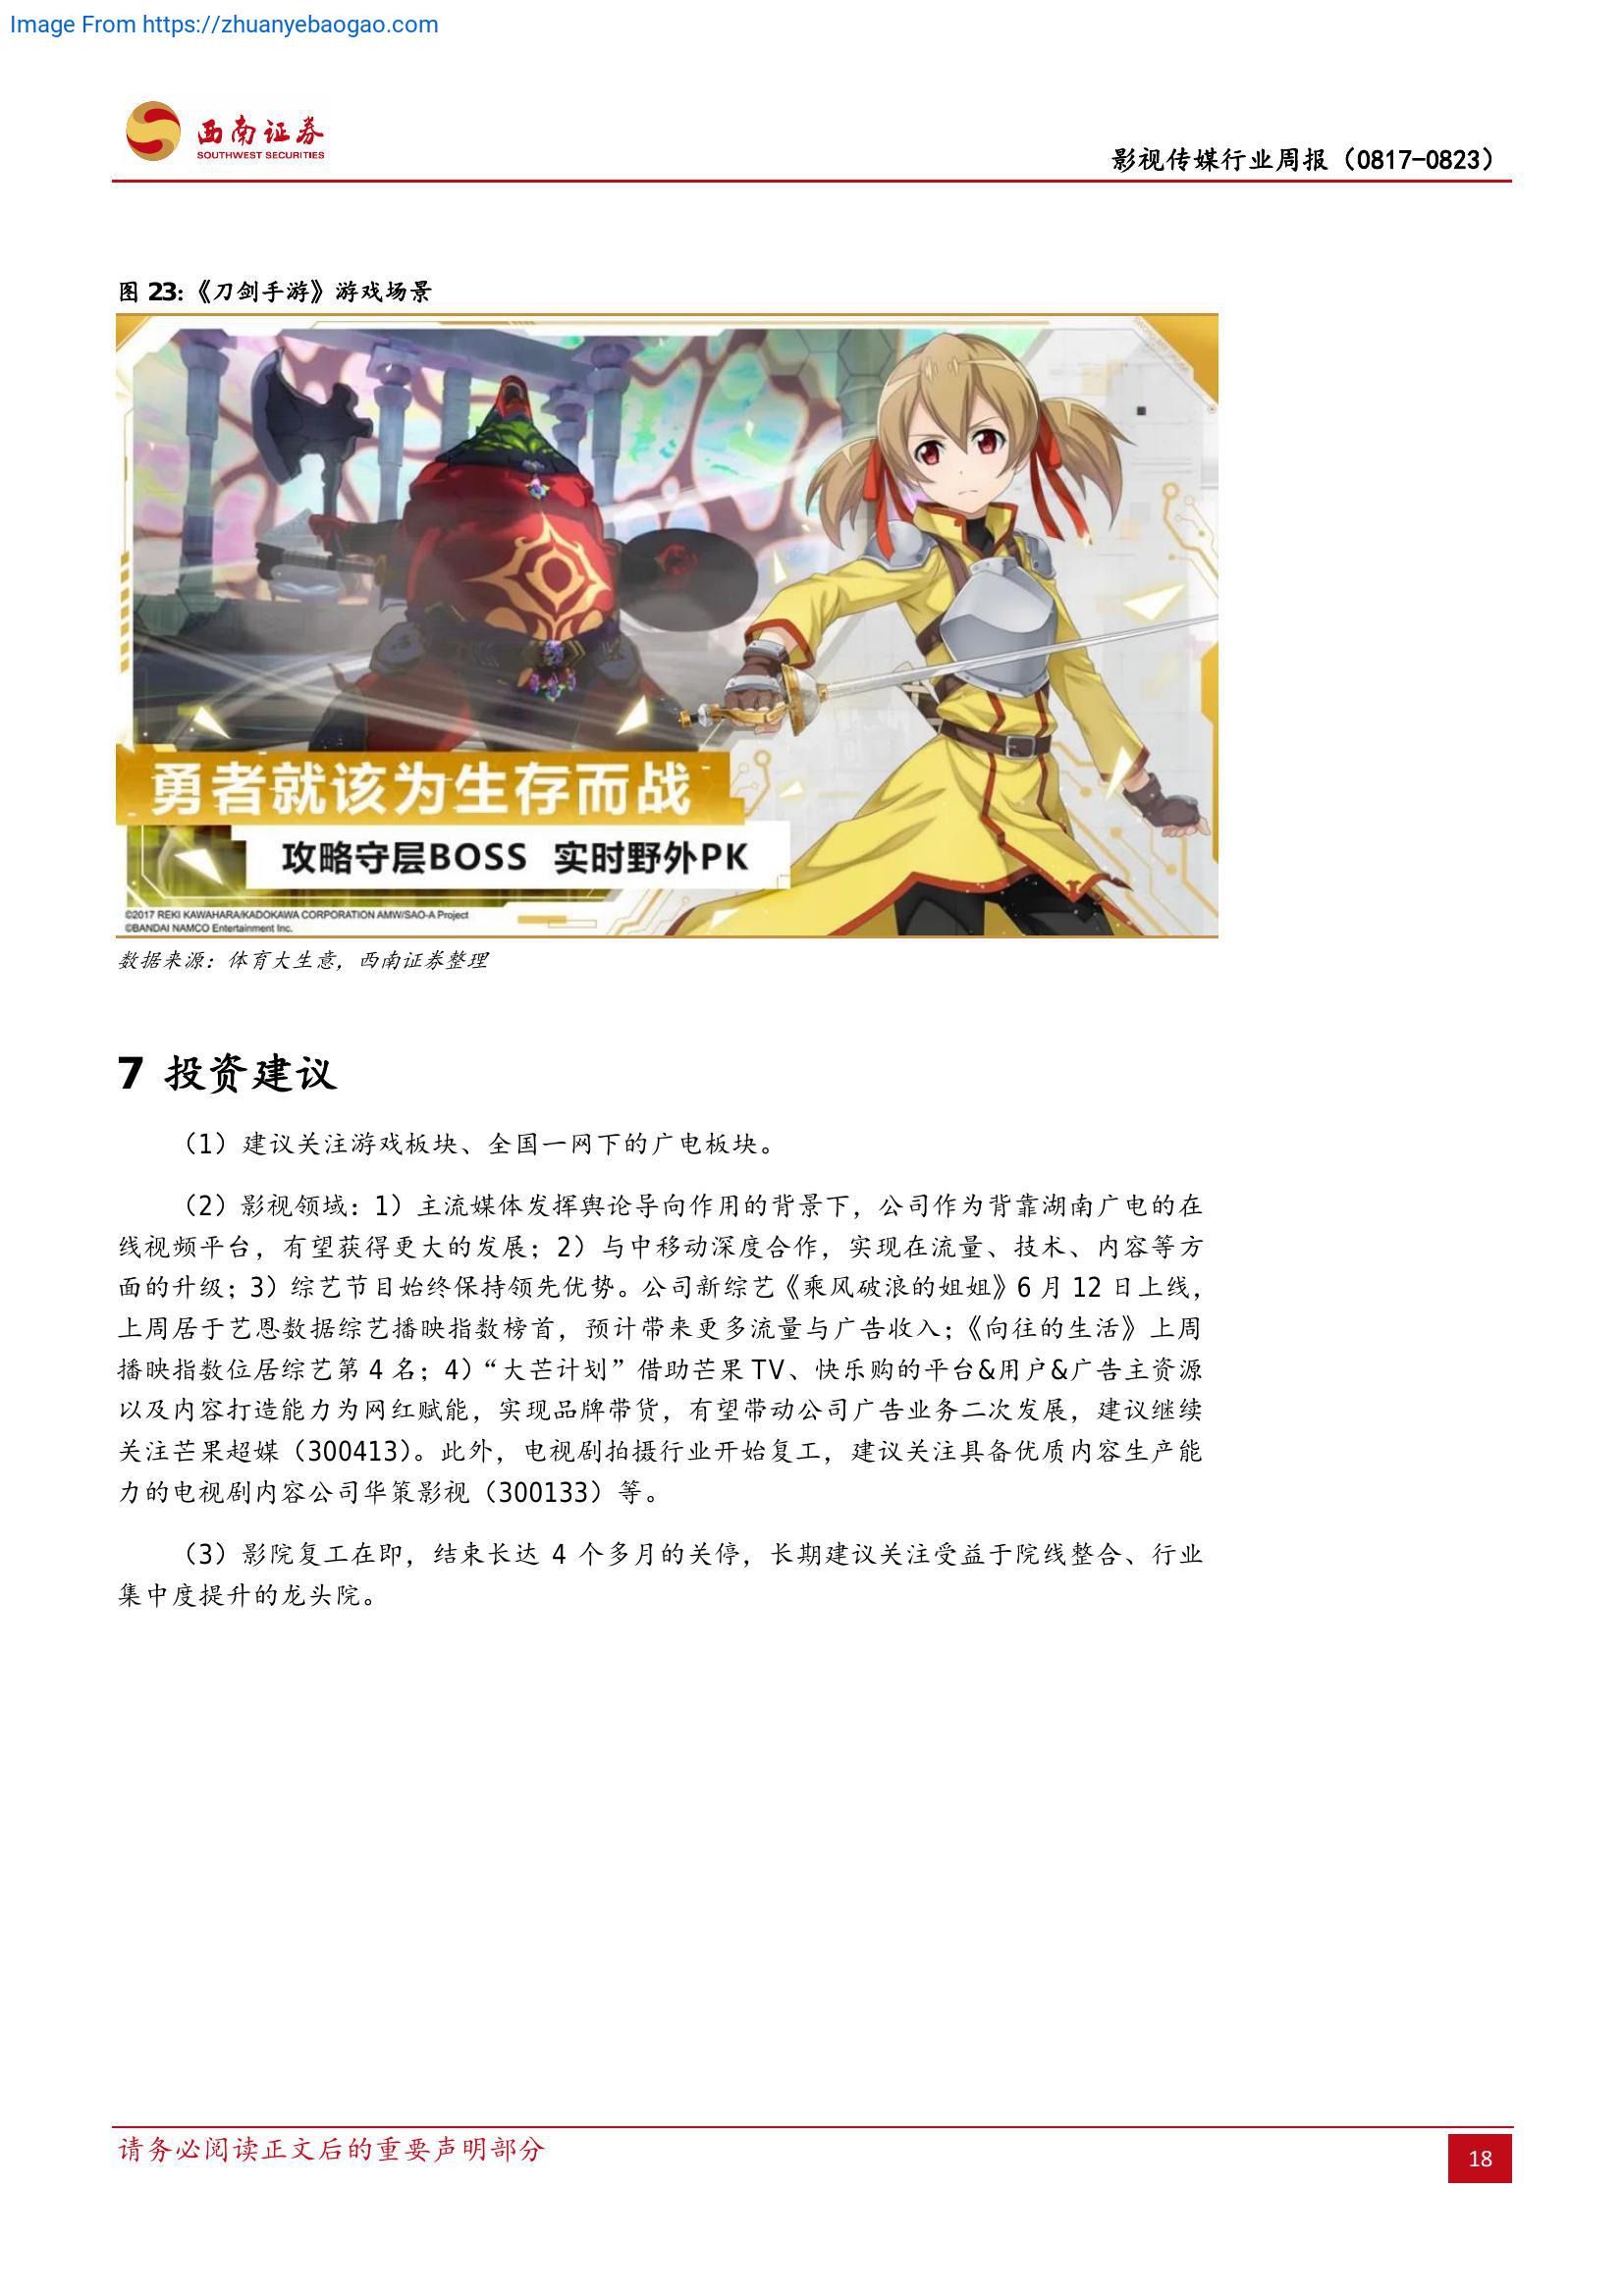 Image From https://zhuanyebaogao.com
西南证券
SOUTHWEST SECURITIES
影视传媒行业周报（0817-0823）
图 23:《刀剑手游》游戏场景
勇者就该为生存而战
攻略守层BOSS 实时野外PK
©2017 REKI KAWAHARA/KADOKAWA CORPORATION AMW/SAO-A Project
©BANDAI NAMCO Entertainment Inc.
数据来源：体育大生意，西南证券整理
7 投资建议
（1）建议关注游戏板块、全国一网下的广电板块。
（2）影视领域：1）主流媒体发挥舆论导向作用的背景下，公司作为背靠湖南广电的在
线视频平台，有望获得更大的发展；2）与中移动深度合作，实现在流量、技术、内容等方
面的升级；3）综艺节目始终保持领先优势。公司新综艺《乘风破浪的姐姐》6 月 12 日上线，
上周居于艺恩数据综艺播映指数榜首，预计带来更多流量与广告收入；《向往的生活》上周
播映指数位居综艺第 4 名；4）“大芒计划”借助芒果 TV、快乐购的平台&用户&广告主资源
以及内容打造能力为网红赋能，实现品牌带货，有望带动公司广告业务二次发展，建议继续
关注芒果超媒（300413）。此外，电视剧拍摄行业开始复工，建议关注具备优质内容生产能
力的电视剧内容公司华策影视（300133）等。
（3）影院复工在即，结束长达 4 个多月的关停，长期建议关注受益于院线整合、行业
集中度提升的龙头院。
请务必阅读正文后的重要声明部分
18